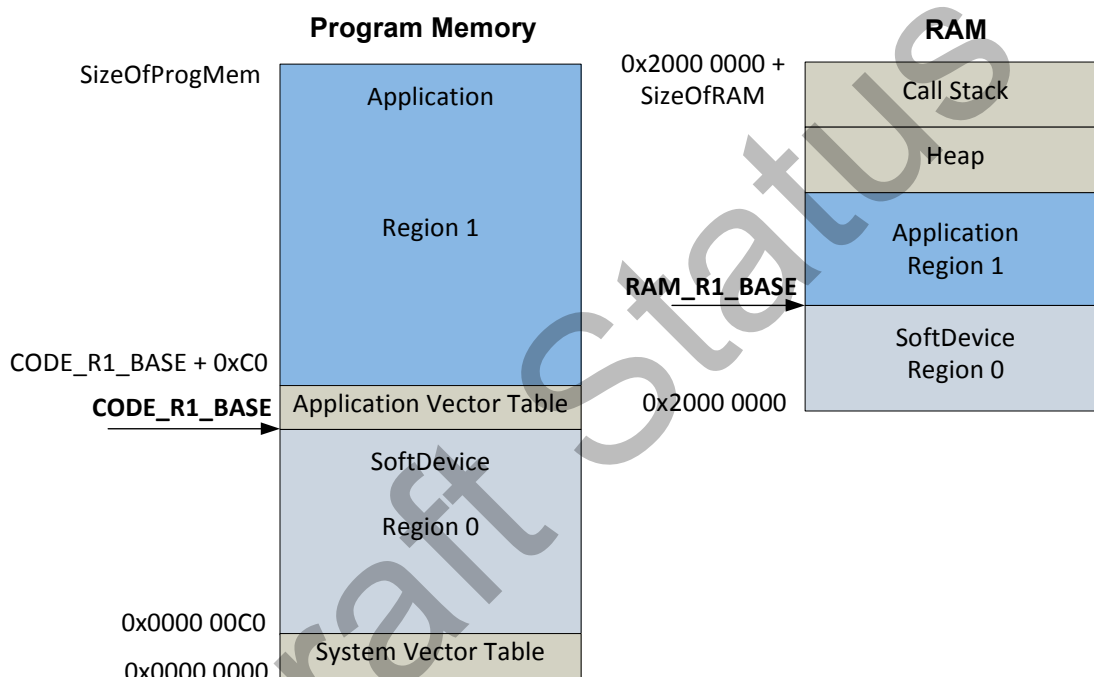 Program Memory
SizeOfProgMem
Application
Region 1
CODE_R1_BASE + 0xC0
CODE_R1_BASE
Application Vector Table
SoftDevice
Region 0
0x0000 00C0
System Vector Table
0x0000 0000
RAM
0x2000 0000 +
SizeOfRAM
Call Stack
Heap
Application
Region 1
RAM_R1_BASE
SoftDevice
Region 0
0x2000 0000
raft Status